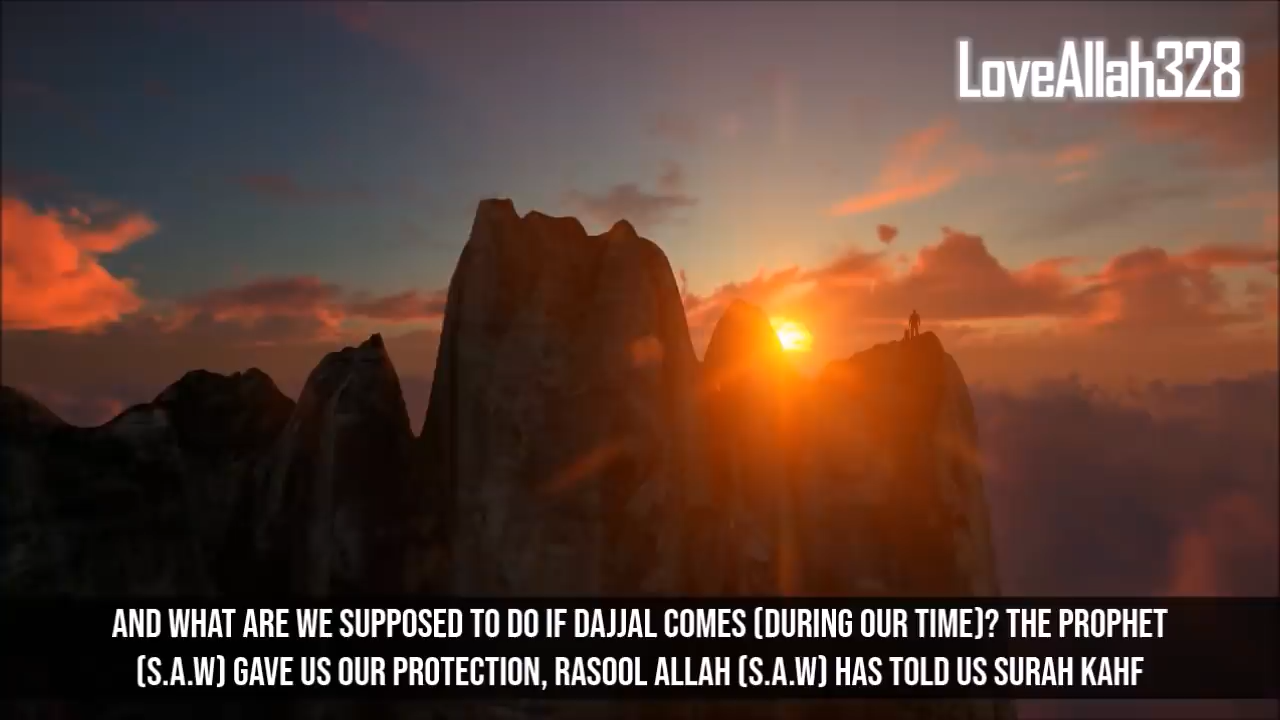 LoveAllah328
AND WHAT ARE WE SUPPOSED TO DO IF DAJJAL COMES (DURING OUR TIME)? THE PROPHET
(S.A.W) GAVE US OUR PROTECTION, RASOOL ALLAH (S.A.W) HAS TOLD US SURAH KAHF